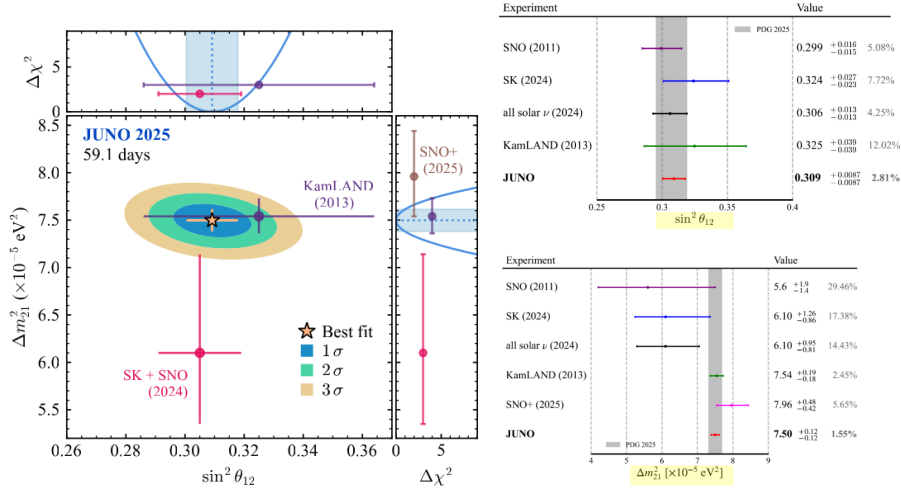 Δχ²
5
0
JUNO 2025
59.1 days
KamLAND
(2013)
SNO+
(2025)
SK + SNO
(2024)
Best fit
1 σ
2 σ
3 σ
Δm²₂₁ (×10⁻⁵ eV²)
8.5
8.0
7.5
7.0
6.5
6.0
5.5
0.26 0.28 0.30 0.32 0.34 0.36
sin² θ₁₂
0 5
Δχ²
Experiment Value
PDG 2025
SNO (2011) 0.299 +0.016 −0.015 5.08%
SK (2024) 0.324 +0.027 −0.023 7.72%
all solar ν (2024) 0.306 +0.013 −0.013 4.25%
KamLAND (2013) 0.325 +0.039 −0.039 12.02%
JUNO 0.309 +0.0087 −0.0087 2.81%
0.25 0.3 0.35 0.4
sin² θ₁₂
Experiment Value
SNO (2011) 5.6 +1.9 −1.4 29.46%
SK (2024) 6.10 +1.26 −0.86 17.38%
all solar ν (2024) 6.10 +0.95 −0.81 14.43%
KamLAND (2013) 7.54 +0.19 −0.18 2.45%
SNO+ (2025) 7.96 +0.48 −0.42 5.65%
JUNO 7.50 +0.12 −0.12 1.55%
PDG 2025
4 5 6 7 8 9
Δm²₂₁ [×10⁻⁵ eV²]